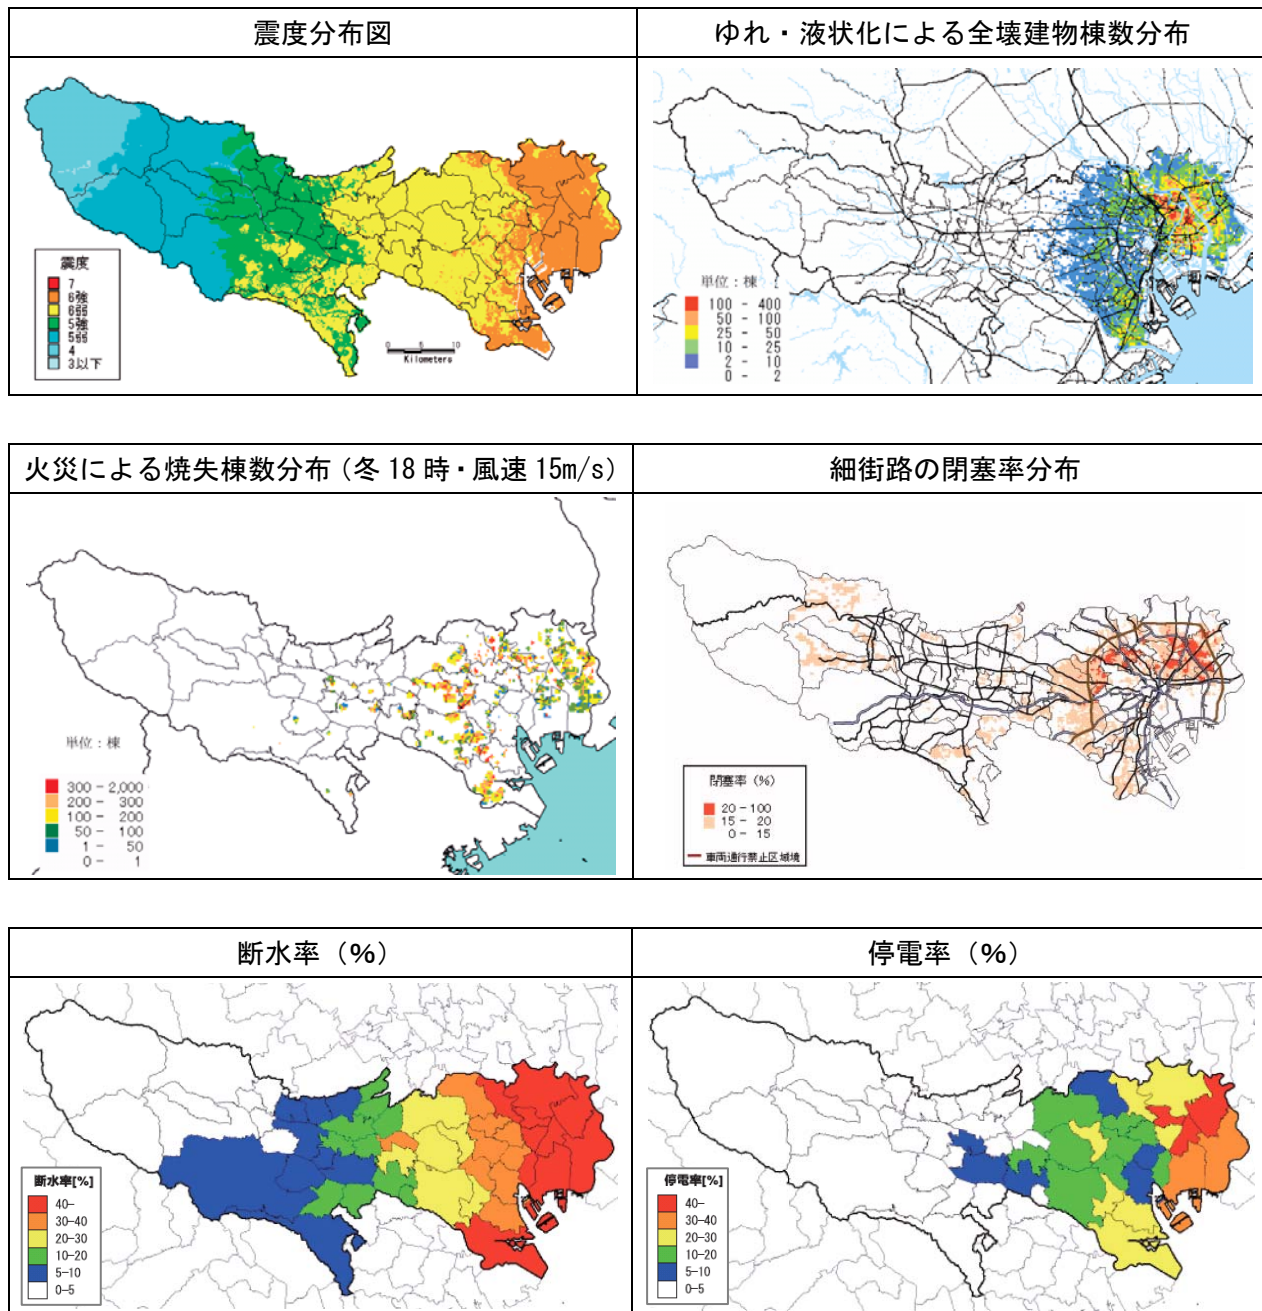 震度分布図
ゆれ・液状化による全壊建物棟数分布
震度
7
6強
6弱
5強
5弱
4
3以下
0 5 10
Kilometers
単位：棟
100 - 400
50 - 100
25 - 50
10 - 25
2 - 10
0 - 2
火災による焼失棟数分布（冬18時・風速15m/s）
細街路の閉塞率分布
単位：棟
300 - 2,000
200 - 300
100 - 200
50 - 100
1 - 50
0 - 1
閉塞率（%）
20 - 100
15 - 20
0 - 15
車両通行禁止区域境
断水率（%）
停電率（%）
断水率[%]
40-
30-40
20-30
10-20
5-10
0-5
停電率[%]
40-
30-40
20-30
10-20
5-10
0-5